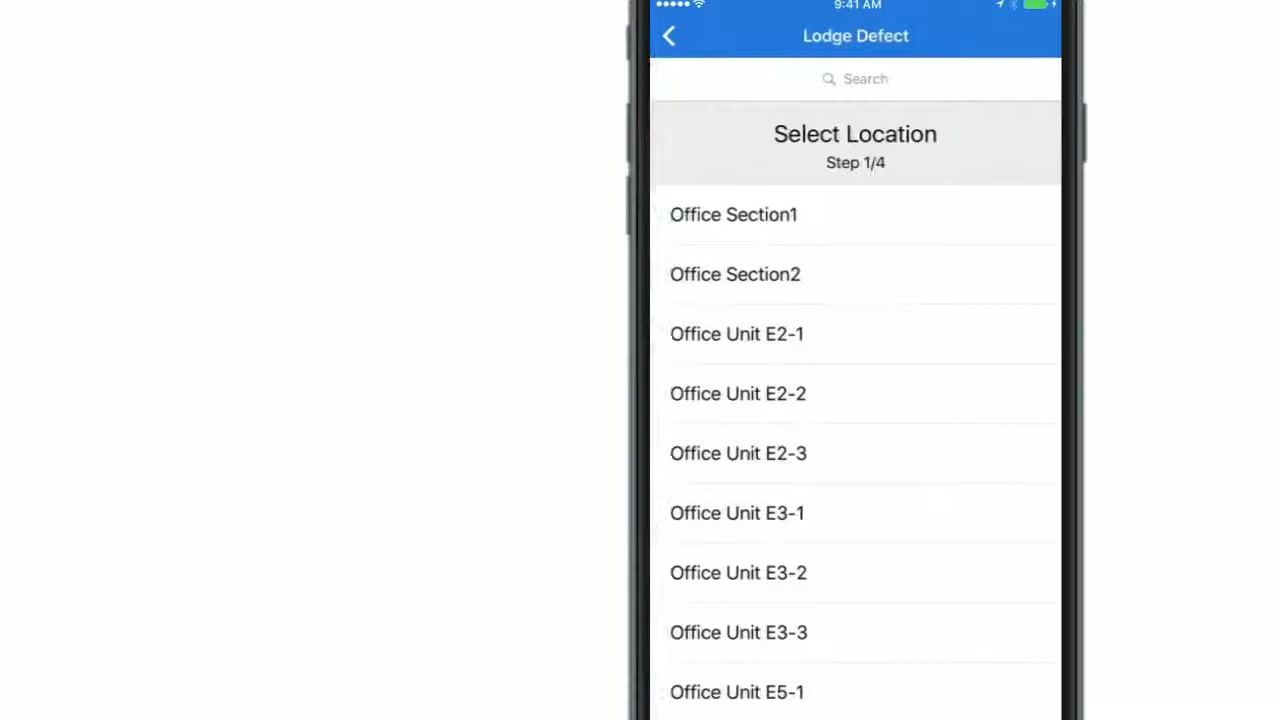 9:41 AM
Lodge Defect
Search
Select Location
Step 1/4
Office Section1
Office Section2
Office Unit E2-1
Office Unit E2-2
Office Unit E2-3
Office Unit E3-1
Office Unit E3-2
Office Unit E3-3
Office Unit E5-1